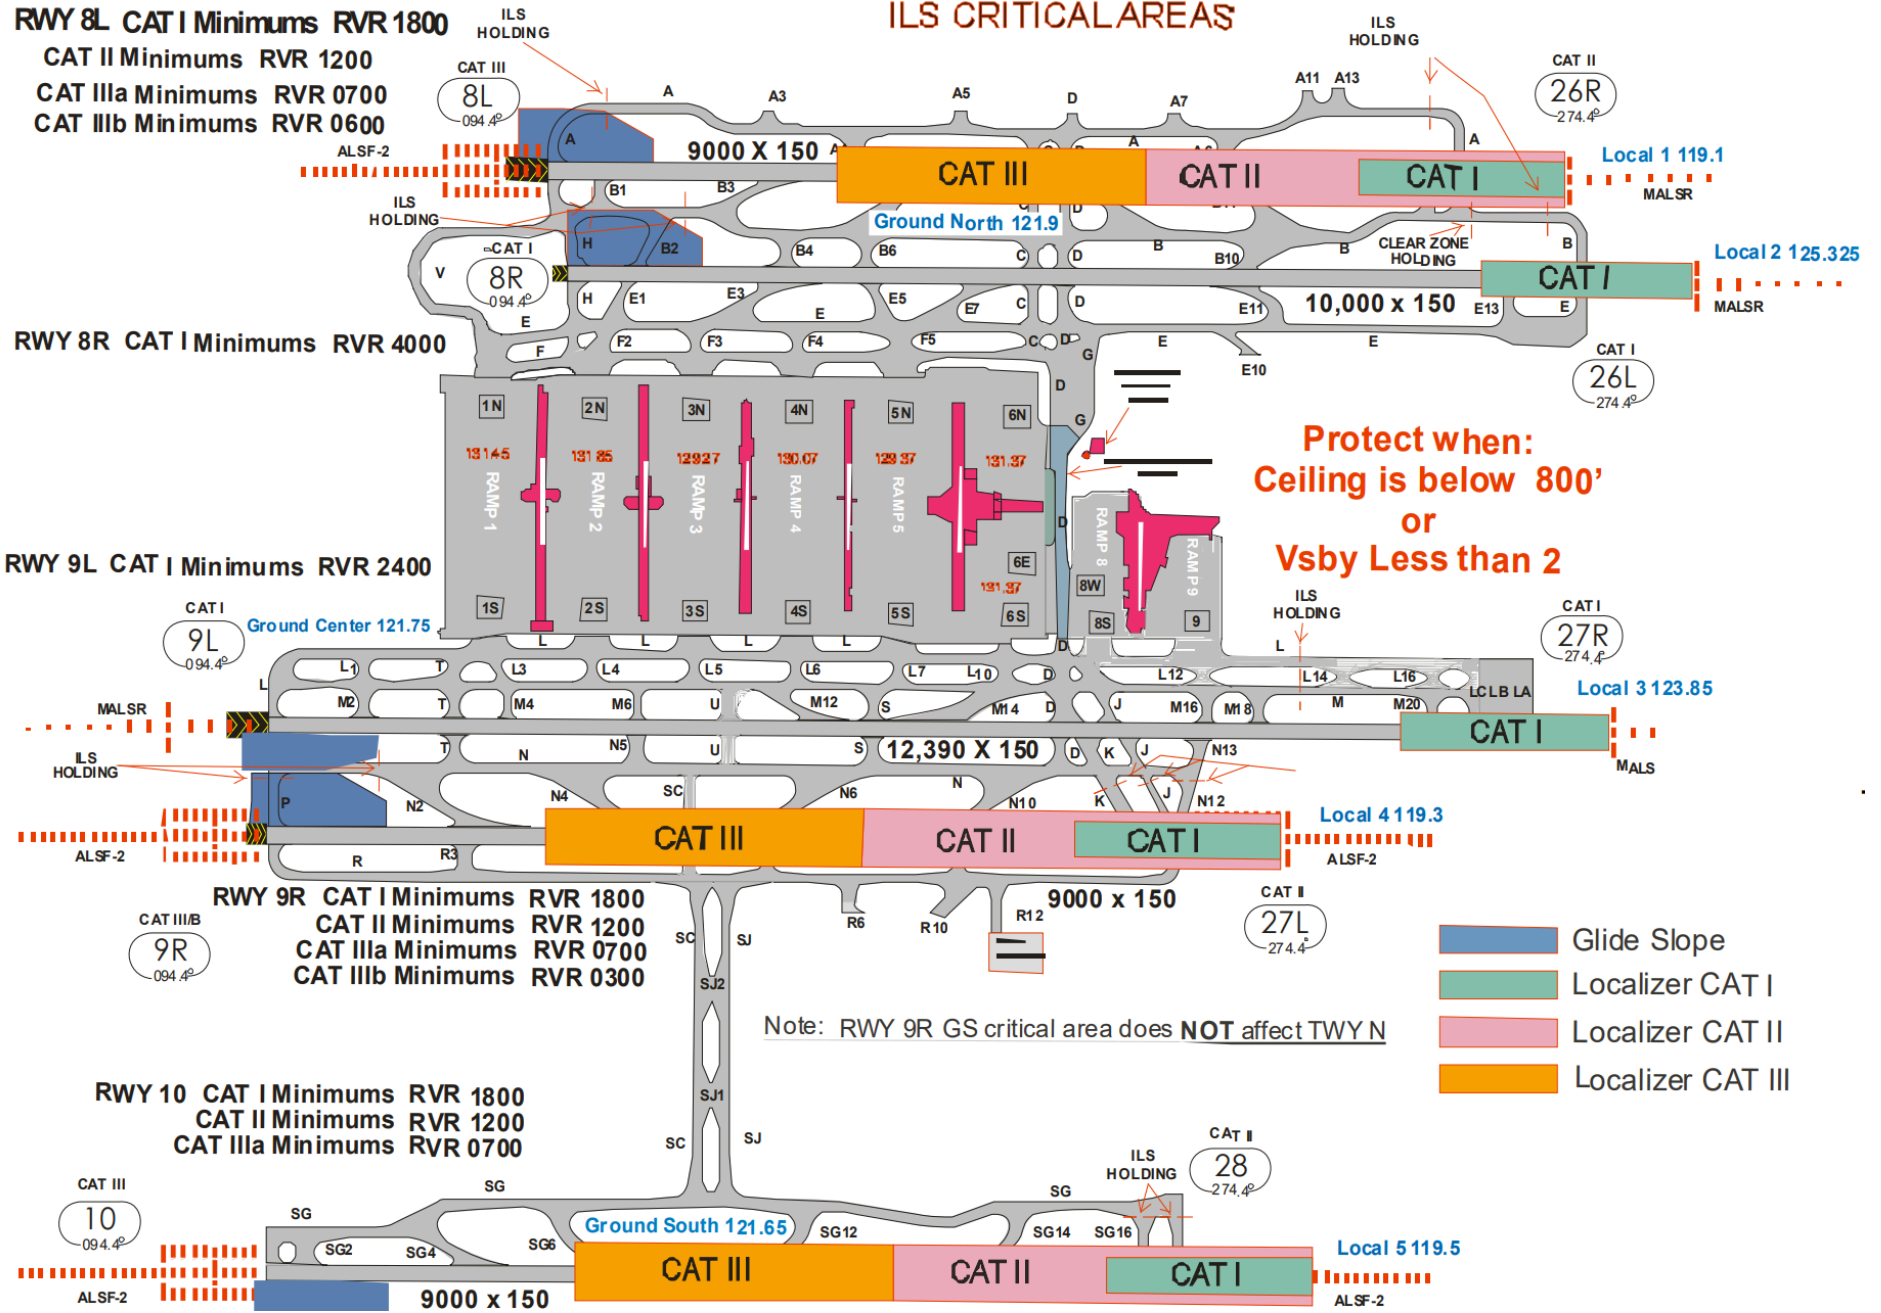 ILS CRITICAL AREAS
RWY 8L CAT I Minimums RVR 1800
CAT II Minimums RVR 1200
CAT IIIa Minimums RVR 0700
CAT IIIb Minimums RVR 0600
ILS
HOLDING
ILS
HOLDING
CAT III
8L
094.4°
CAT II
26R
274.4°
A
A3
A5
D
A7
A11
A13
ALSF-2
A
9000 X 150
A
A
CAT III
CAT II
CAT I
Local 1 119.1
MALSR
B1
B3
ILS
HOLDING
D
Ground North 121.9
H
B2
B4
B6
C
D
B
B10
B
CLEAR ZONE
HOLDING
B
Local 2 125.325
CAT I
8R
094.4°
V
CAT I
MALSR
H
E1
E3
E
E5
E7
C
D
E11
10,000 x 150
E13
E
E
RWY 8R CAT I Minimums RVR 4000
F
F2
F3
F4
F5
C
D
G
E
E10
E
CAT I
26L
274.4°
D
G
1N
2N
3N
4N
5N
6N
131.45
131.85
129.27
130.07
129.37
131.37
RAMP 1
RAMP 2
RAMP 3
RAMP 4
RAMP 5
D
RAMP 8
RAMP 9
Protect when:
Ceiling is below 800'
or
Vsby Less than 2
RWY 9L CAT I Minimums RVR 2400
6E
131.37
8W
1S
2S
3S
4S
5S
6S
8S
9
ILS
HOLDING
CAT I
9L
094.4°
Ground Center 121.75
CAT I
27R
274.4°
L
L
L
L
D
L
L1
T
L3
L4
L5
L6
L7
L10
D
L12
L14
L16
L
LC LB LA
Local 3 123.85
MALSR
M2
T
M4
M6
U
M12
S
M14
D
J
M16
M18
M
M20
CAT I
MALS
ILS
HOLDING
T
N
N5
U
S
12,390 X 150
D
K
J
N13
P
N2
N4
SC
N6
N
N10
K
J
N12
ALSF-2
CAT III
CAT II
CAT I
Local 4 119.3
ALSF-2
R
R3
RWY 9R CAT I Minimums RVR 1800
CAT II Minimums RVR 1200
CAT IIIa Minimums RVR 0700
CAT IIIb Minimums RVR 0300
9000 x 150
CAT II
27L
274.4°
CAT III/B
9R
094.4°
R6
R10
R12
SC
SJ
SJ2
Note: RWY 9R GS critical area does NOT affect TWY N
Glide Slope
Localizer CAT I
Localizer CAT II
Localizer CAT III
RWY 10 CAT I Minimums RVR 1800
CAT II Minimums RVR 1200
CAT IIIa Minimums RVR 0700
SJ1
SC
SJ
ILS
HOLDING
CAT II
28
274.4°
CAT III
10
094.4°
SG
SG
SG
SG2
SG4
SG6
Ground South 121.65
SG12
SG14
SG16
ALSF-2
9000 x 150
CAT III
CAT II
CAT I
Local 5 119.5
ALSF-2